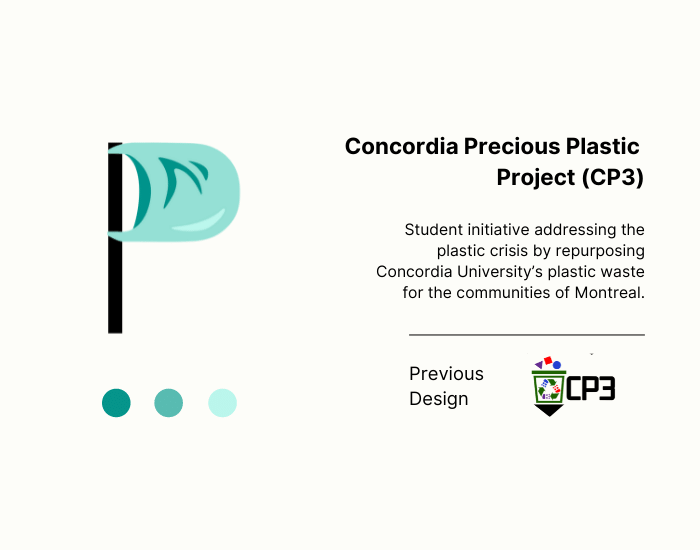 Concordia Precious Plastic
Project (CP3)
Student initiative addressing the
plastic crisis by repurposing
Concordia University’s plastic waste
for the communities of Montreal.
Previous
Design
CP3